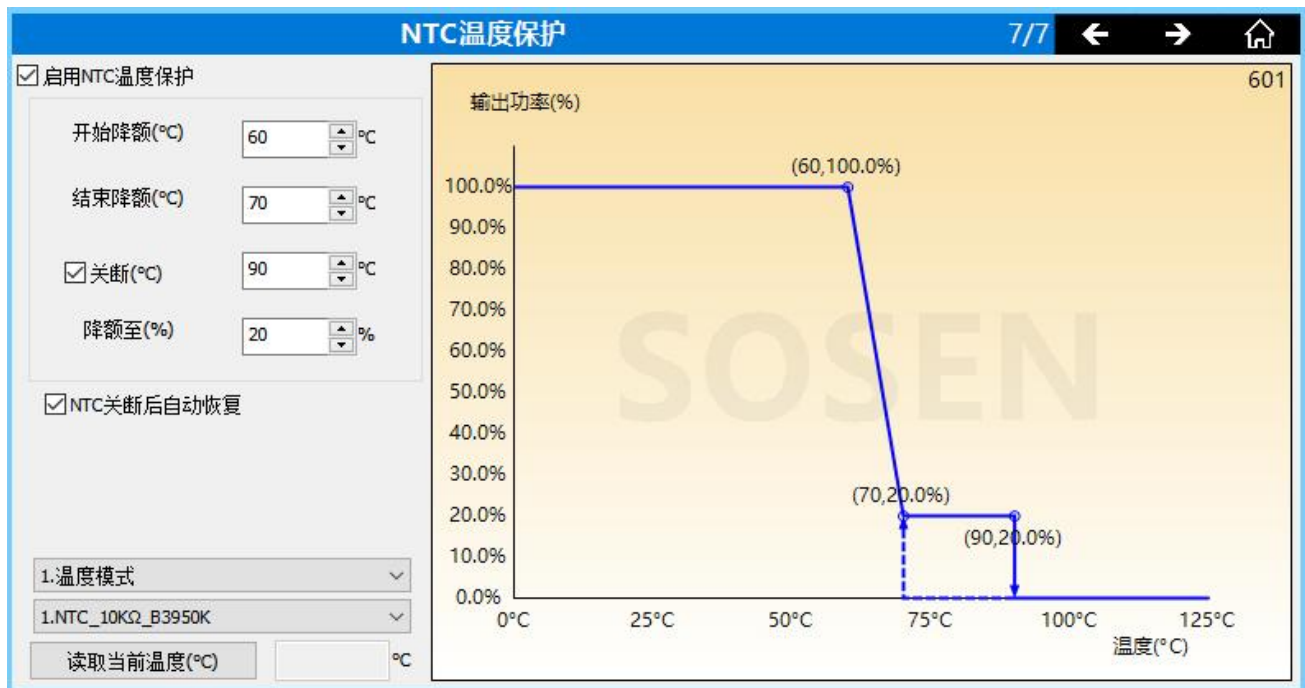 NTC温度保护 7/7
启用NTC温度保护
开始降额(℃) 60 ℃
结束降额(℃) 70 ℃
关断(℃) 90 ℃
降额至(%) 20 %
NTC关断后自动恢复
1.温度模式
1.NTC_10KΩ_B3950K
读取当前温度(℃) ℃
601
输出功率(%)
(60,100.0%)
100.0%
90.0%
80.0%
70.0%
60.0%
50.0%
40.0%
30.0%
20.0%
10.0%
0.0%
SOSEN
(70,20.0%)
(90,20.0%)
0°C 25°C 50°C 75°C 100°C 125°C
温度(°C)